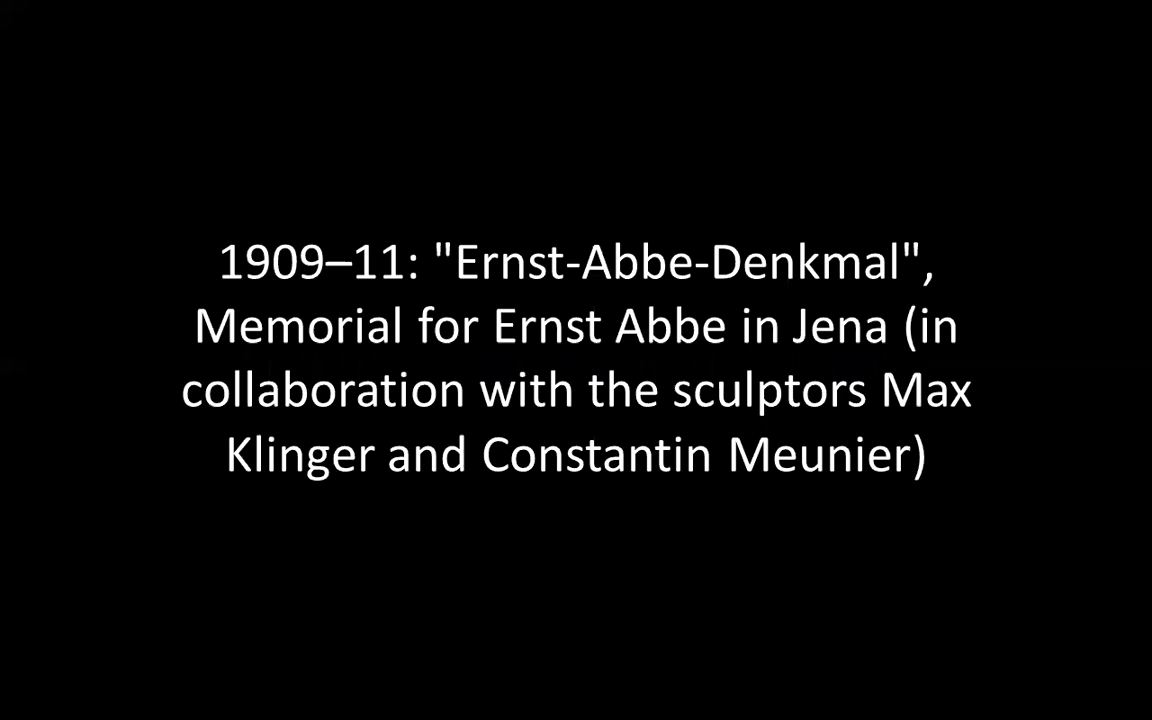 1909–11: "Ernst-Abbe-Denkmal",
Memorial for Ernst Abbe in Jena (in
collaboration with the sculptors Max
Klinger and Constantin Meunier)